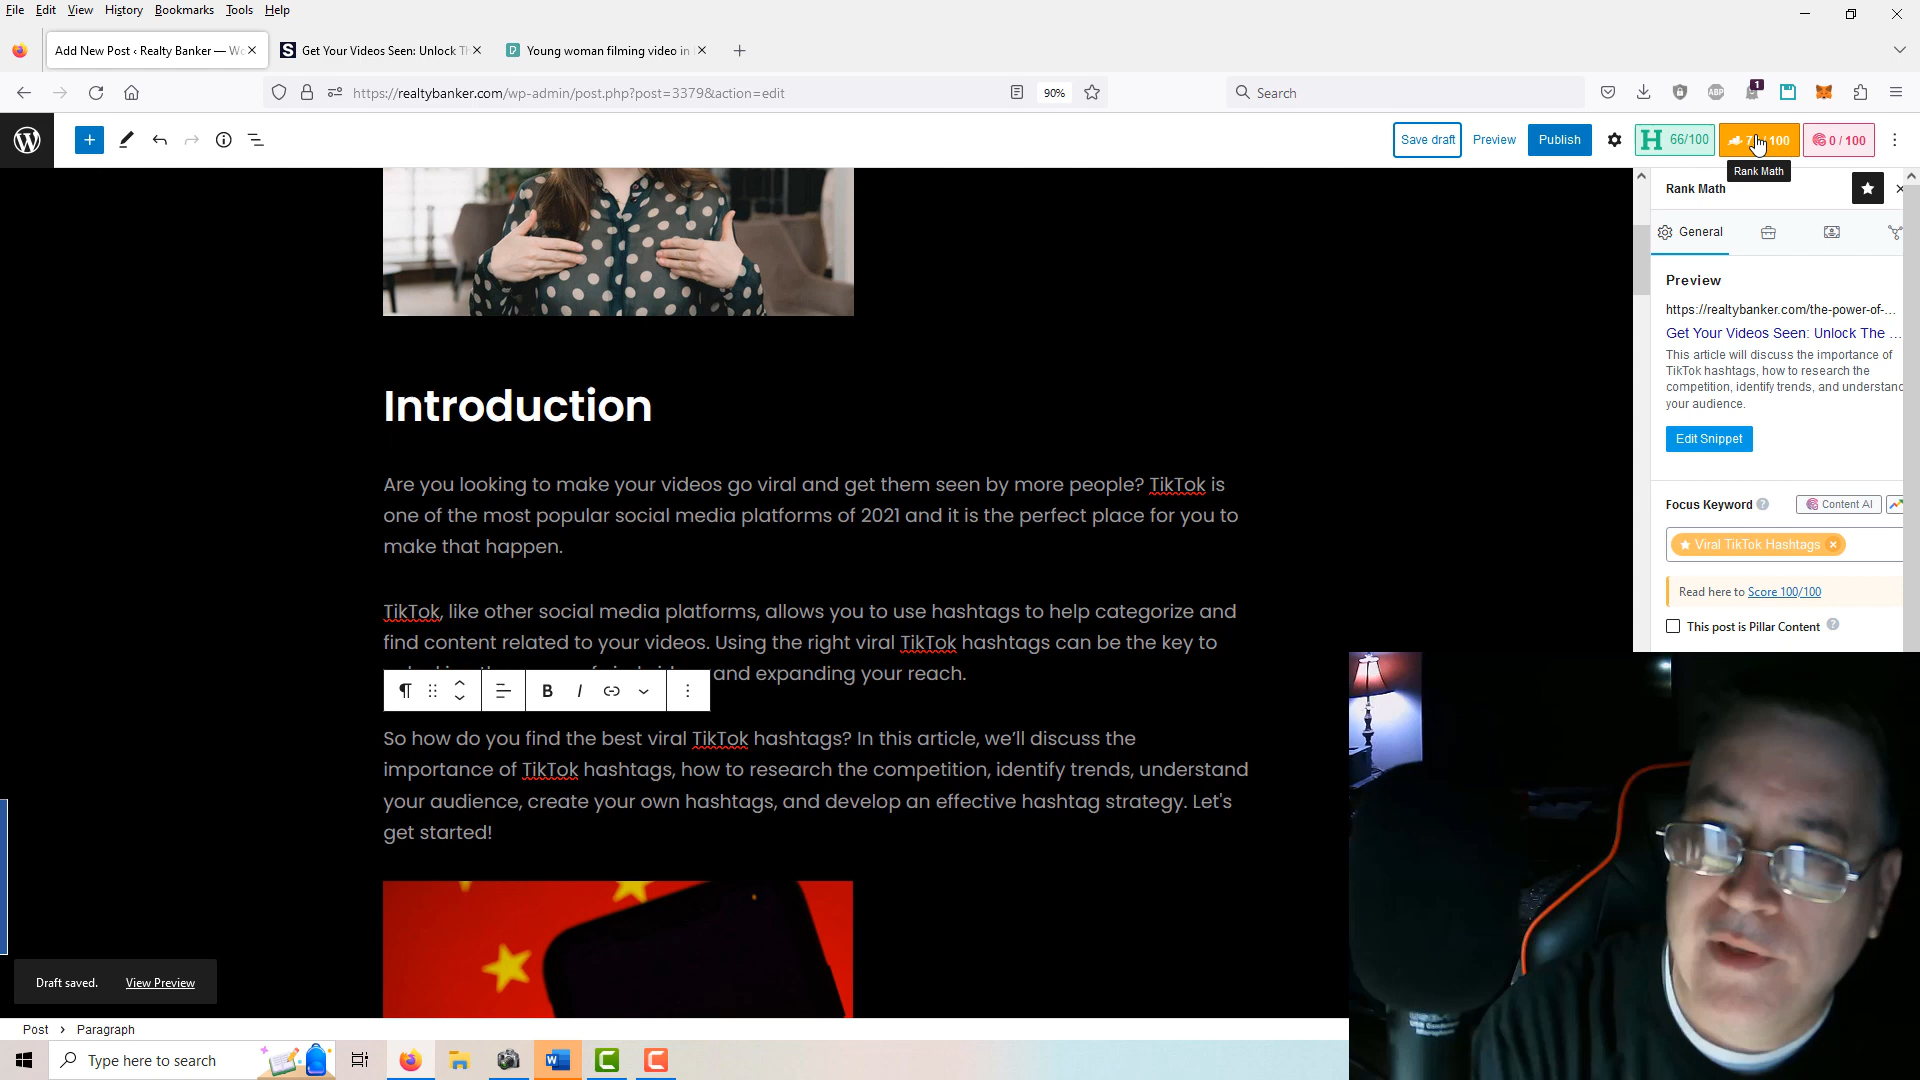 File Edit View History Bookmarks Tools Help
Add New Post ‹ Realty Banker — Wo
Get Your Videos Seen: Unlock Th
Young woman filming video in
https://realtybanker.com/wp-admin/post.php?post=3379&action=edit
90%
Search
ABP
1
Save draft
Preview
Publish
H 66/100
/ 100
0 / 100
Rank Math
Rank Math
General
Preview
https://realtybanker.com/the-power-of-...
Get Your Videos Seen: Unlock The ...
This article will discuss the importance of
TikTok hashtags, how to research the
competition, identify trends, and understand
your audience.
Edit Snippet
Focus Keyword
Content AI
Viral TikTok Hashtags
Read here to Score 100/100
This post is Pillar Content
Introduction
Are you looking to make your videos go viral and get them seen by more people? TikTok is
one of the most popular social media platforms of 2021 and it is the perfect place for you to
make that happen.
TikTok, like other social media platforms, allows you to use hashtags to help categorize and
find content related to your videos. Using the right viral TikTok hashtags can be the key to
and expanding your reach.
B I
So how do you find the best viral TikTok hashtags? In this article, we’ll discuss the
importance of TikTok hashtags, how to research the competition, identify trends, understand
your audience, create your own hashtags, and develop an effective hashtag strategy. Let's
get started!
Draft saved. View Preview
Post › Paragraph
Type here to search